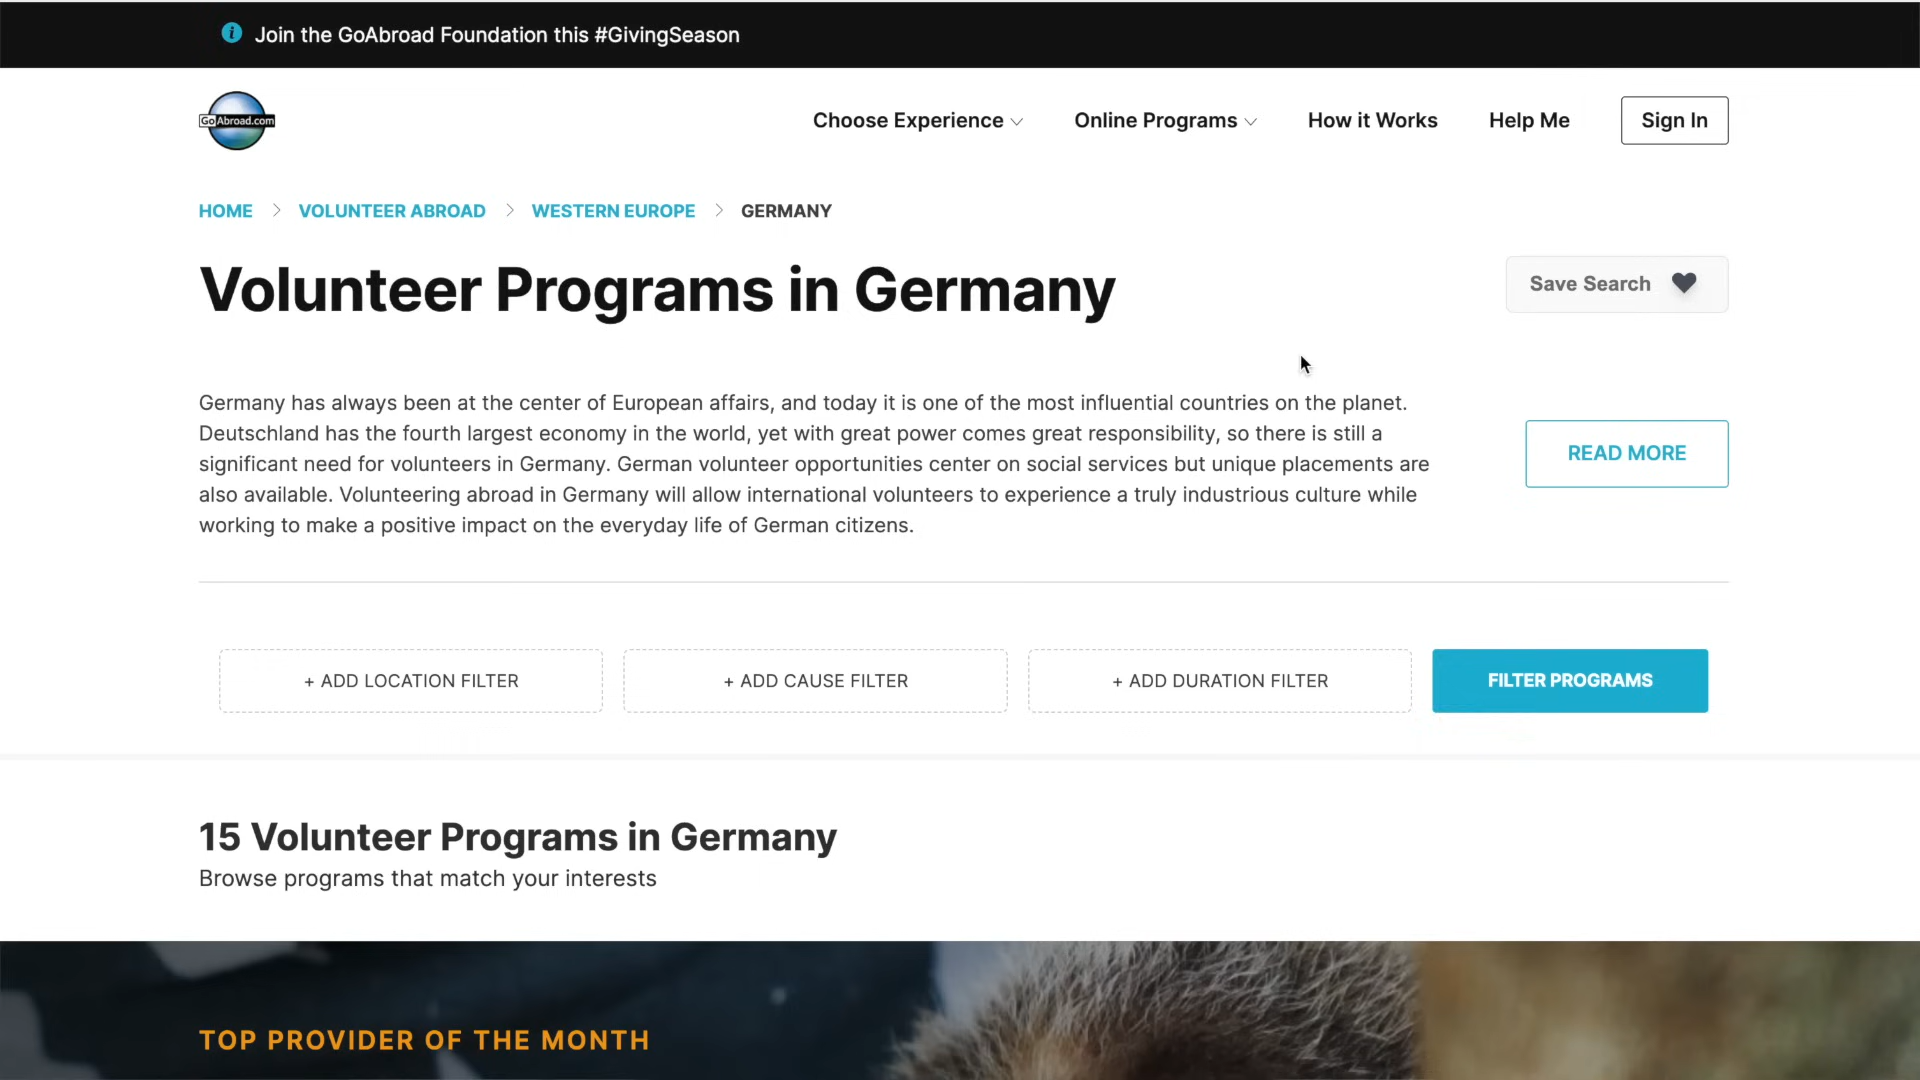 Join the GoAbroad Foundation this #GivingSeason
GoAbroad.com
Choose Experience
Online Programs
How it Works
Help Me
Sign In
HOME
VOLUNTEER ABROAD
WESTERN EUROPE
GERMANY
Volunteer Programs in Germany
Save Search
Germany has always been at the center of European affairs, and today it is one of the most influential countries on the planet.
Deutschland has the fourth largest economy in the world, yet with great power comes great responsibility, so there is still a
significant need for volunteers in Germany. German volunteer opportunities center on social services but unique placements are
also available. Volunteering abroad in Germany will allow international volunteers to experience a truly industrious culture while
working to make a positive impact on the everyday life of German citizens.
READ MORE
+ ADD LOCATION FILTER
+ ADD CAUSE FILTER
+ ADD DURATION FILTER
FILTER PROGRAMS
15 Volunteer Programs in Germany
Browse programs that match your interests
TOP PROVIDER OF THE MONTH